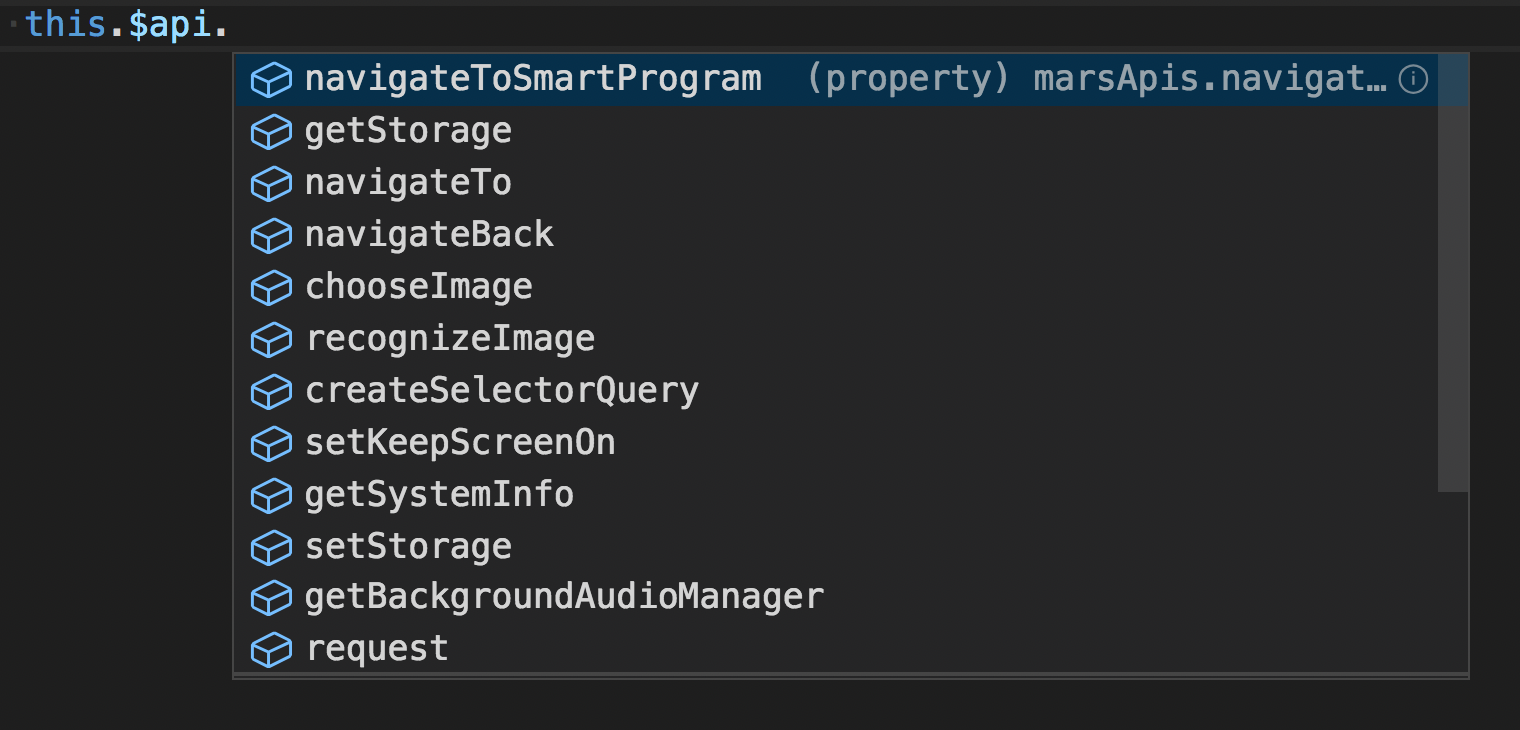 this.$api.
navigateToSmartProgram (property) marsApis.navigat…
getStorage
navigateTo
navigateBack
chooseImage
recognizeImage
createSelectorQuery
setKeepScreenOn
getSystemInfo
setStorage
getBackgroundAudioManager
request